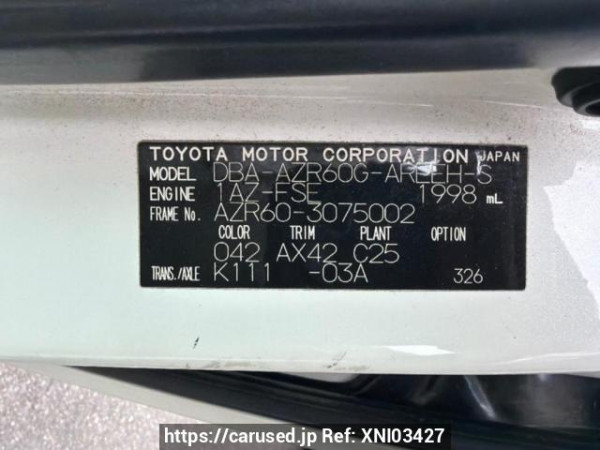 TOYOTA MOTOR CORPORATION JAPAN
MODEL DBA-AZR60G-
ENGINE 1AZ-FSE 1998 mL
FRAME No. AZR60-3075002
COLOR TRIM PLANT OPTION
042 AX42 C25
TRANS./AXLE K111 -03A 326
https://carused.jp Ref: XNI03427